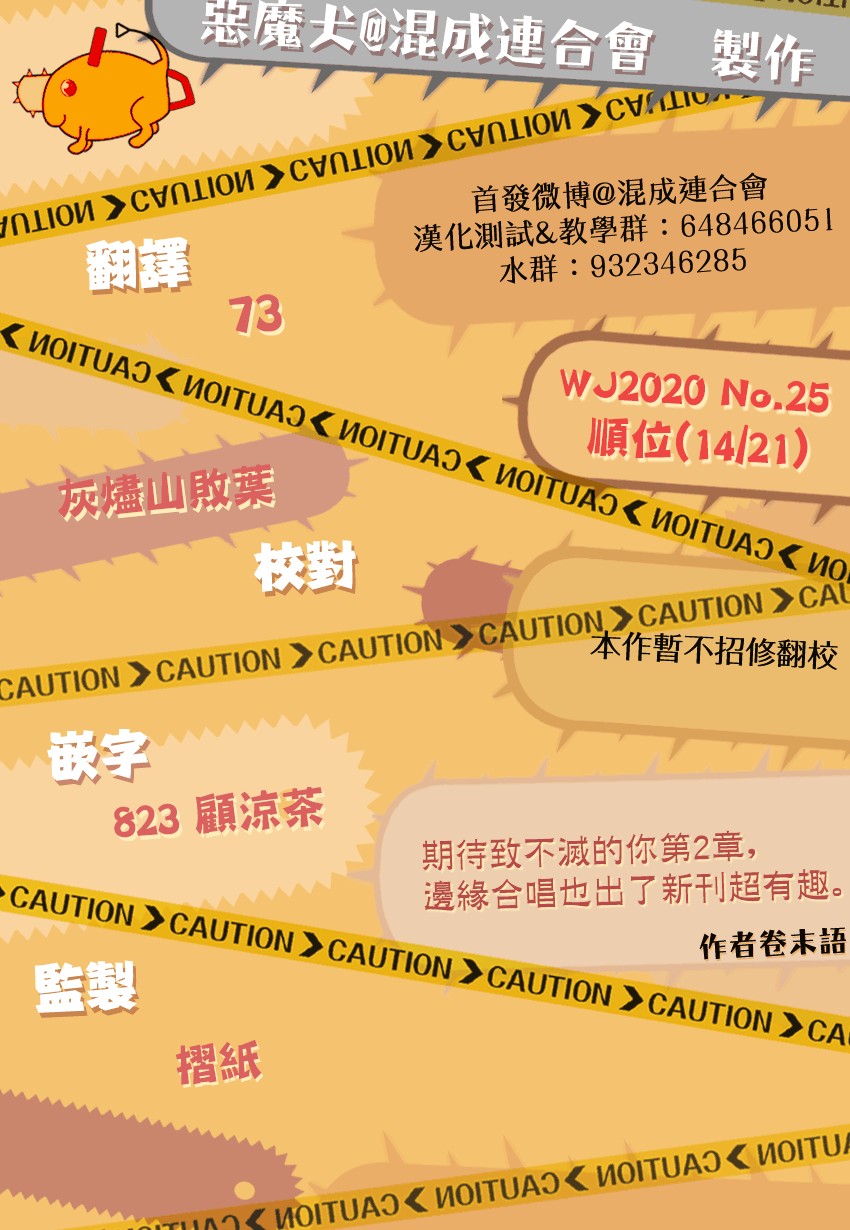 惡魔犬@混成連合會 製作
CAUTION CAUTION CAUTION CAUTION CAUTION
首發微博@混成連合會
漢化測試&教學群：648466051
水群：932346285
翻譯
73
CAUTION CAUTION CAUTION CAUTION CAUTION
WJ2020 No.25
順位(14/21)
灰燼山敗葉
校對
CAUTION CAUTION CAUTION CAUTION CAUTION
本作暫不招修翻校
嵌字
823 顧涼茶
期待致不滅的你第2章，
邊緣合唱也出了新刊超有趣。
作者卷末語
CAUTION CAUTION CAUTION CAUTION CAUTION
監製
摺紙
CAUTION CAUTION CAUTION CAUTION